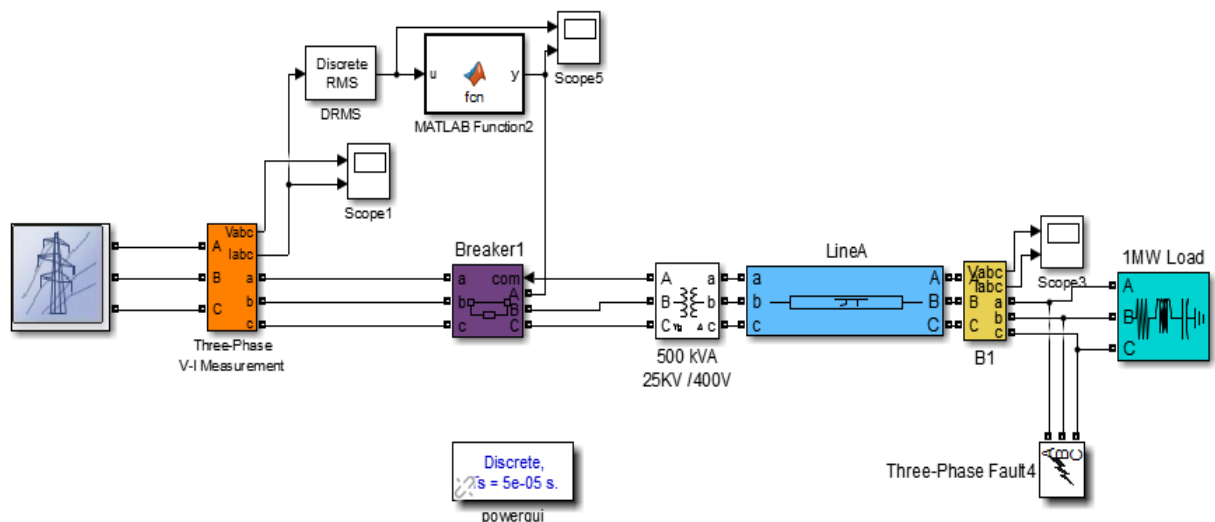 Discrete
RMS
DRMS
u
fcn
y
MATLAB Function2
Scope5
Scope1
Vabc
Iabc
A
B
C
a
b
c
Three-Phase
V-I Measurement
Breaker1
a
b
c
com
A
B
C
A
B
C
a
b
c
500 kVA
25KV /400V
LineA
a
b
c
A
B
C
Vabc
Iabc
A
B
C
a
b
c
B1
Scope3
1MW Load
A
B
C
A
B
C
Three-Phase Fault4
Discrete,
Ts = 5e-05 s.
powergui